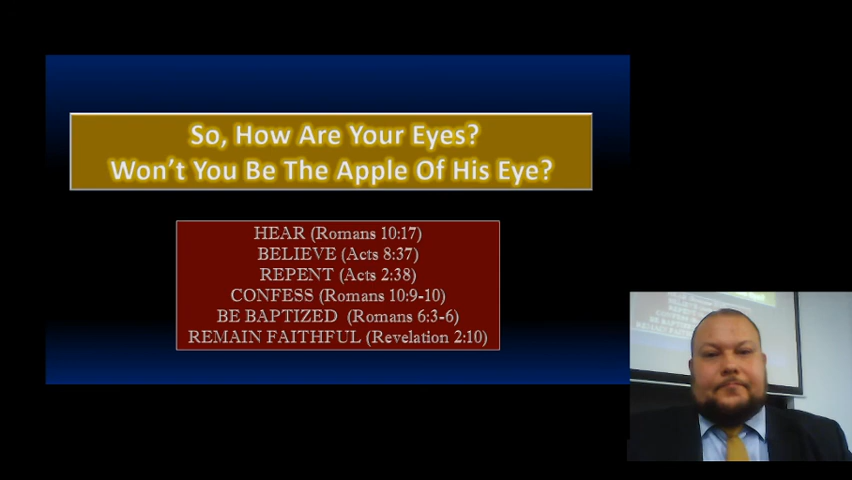 So, How Are Your Eyes?
Won't You Be The Apple Of His Eye?
HEAR (Romans 10:17)
BELIEVE (Acts 8:37)
REPENT (Acts 2:38)
CONFESS (Romans 10:9-10)
BE BAPTIZED (Romans 6:3-6)
REMAIN FAITHFUL (Revelation 2:10)